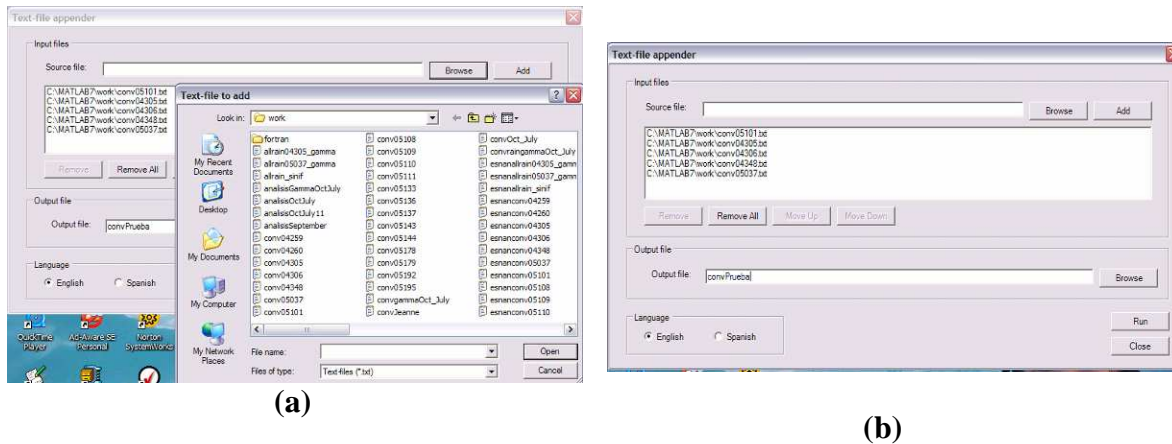 Text-file appender
Input files
Source file:
Browse
Add
C:\MATLAB7\work\conv05101.txt
C:\MATLAB7\work\conv04305.txt
C:\MATLAB7\work\conv04306.txt
C:\MATLAB7\work\conv04348.txt
C:\MATLAB7\work\conv05037.txt
Remove
Remove All
Output file
Output file: convPrueba
Language
English
Spanish
QuickTime Player
Ad-Aware SE Personal
Norton SystemWorks
Text-file to add
Look in: work
My Recent Documents
Desktop
My Documents
My Computer
My Network Places
fortran
allrain04305_gamma
allrain05037_gamma
allrain_sinif
analisisGammaOctJuly
analisisOctJuly
analisisOctJuly11
analisisSeptember
conv04259
conv04260
conv04305
conv04306
conv04348
conv05037
conv05101
conv05108
conv05109
conv05110
conv05111
conv05133
conv05136
conv05137
conv05143
conv05144
conv05178
conv05179
conv05192
conv05195
convgammaOct_July
convJeanne
convOct_July
convraingammaOct_July
esnanallrain04305_gamm
esnanallrain05037_gamm
esnanallrain_sinif
esnanconv04259
esnanconv04260
esnanconv04305
esnanconv04306
esnanconv04348
esnanconv05037
esnanconv05101
esnanconv05108
esnanconv05109
esnanconv05110
File name:
Open
Files of type: Text-files (*.txt)
Cancel
(a)
Text-file appender
Input files
Source file:
Browse
Add
C:\MATLAB7\work\conv05101.txt
C:\MATLAB7\work\conv04305.txt
C:\MATLAB7\work\conv04306.txt
C:\MATLAB7\work\conv04348.txt
C:\MATLAB7\work\conv05037.txt
Remove
Remove All
Move Up
Move Down
Output file
Output file: convPrueba
Browse
Language
English
Spanish
Run
Close
(b)